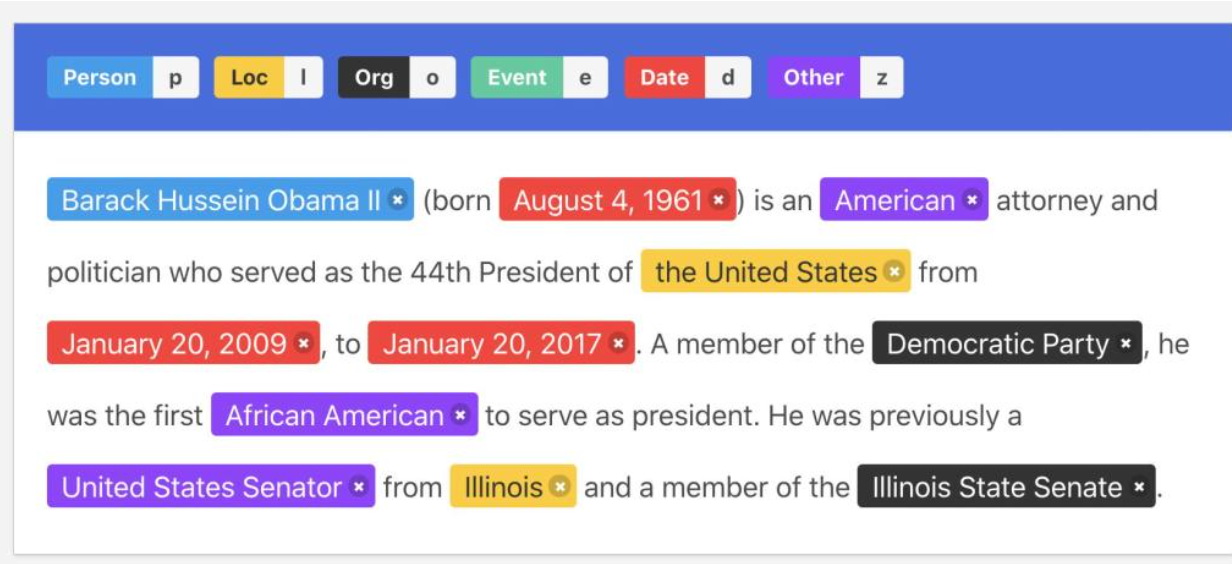 Person p Loc l Org o Event e Date d Other z
Barack Hussein Obama II (born August 4, 1961) is an American attorney and
politician who served as the 44th President of the United States from
January 20, 2009, to January 20, 2017. A member of the Democratic Party, he
was the first African American to serve as president. He was previously a
United States Senator from Illinois and a member of the Illinois State Senate.